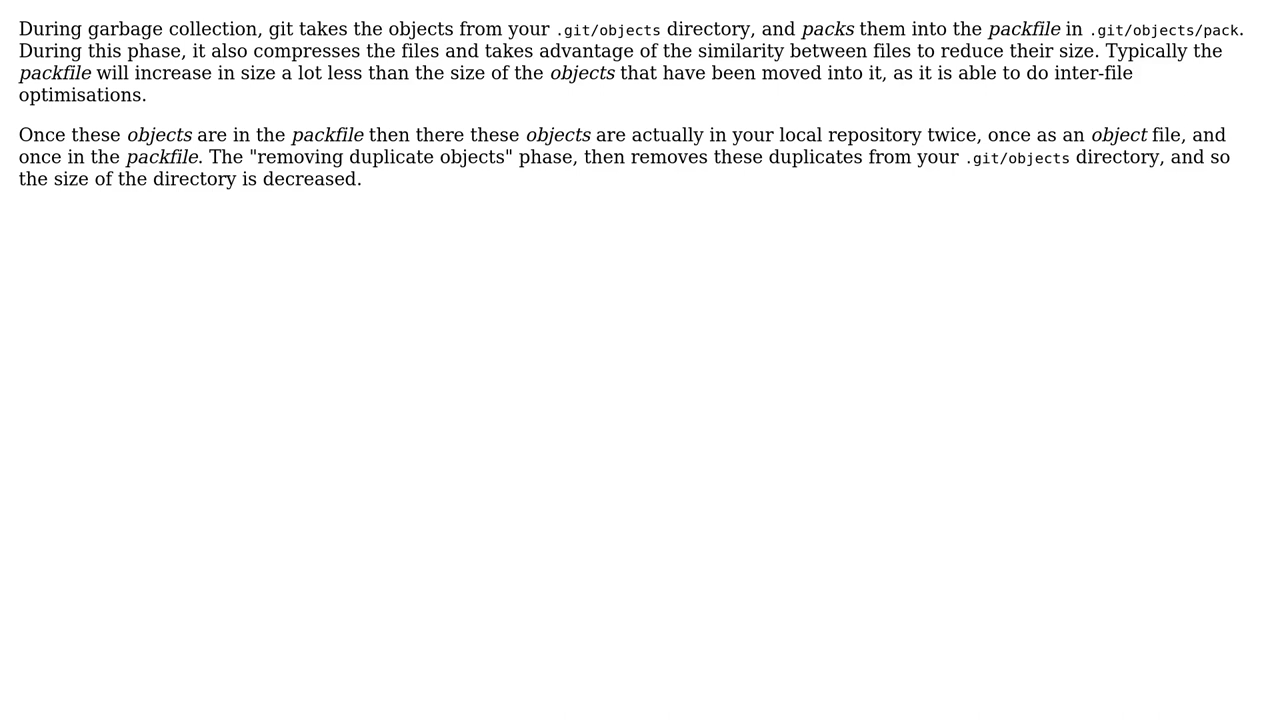 During garbage collection, git takes the objects from your .git/objects directory, and packs them into the packfile in .git/objects/pack.
During this phase, it also compresses the files and takes advantage of the similarity between files to reduce their size. Typically the
packfile will increase in size a lot less than the size of the objects that have been moved into it, as it is able to do inter-file
optimisations.
Once these objects are in the packfile then there these objects are actually in your local repository twice, once as an object file, and
once in the packfile. The "removing duplicate objects" phase, then removes these duplicates from your .git/objects directory, and so
the size of the directory is decreased.